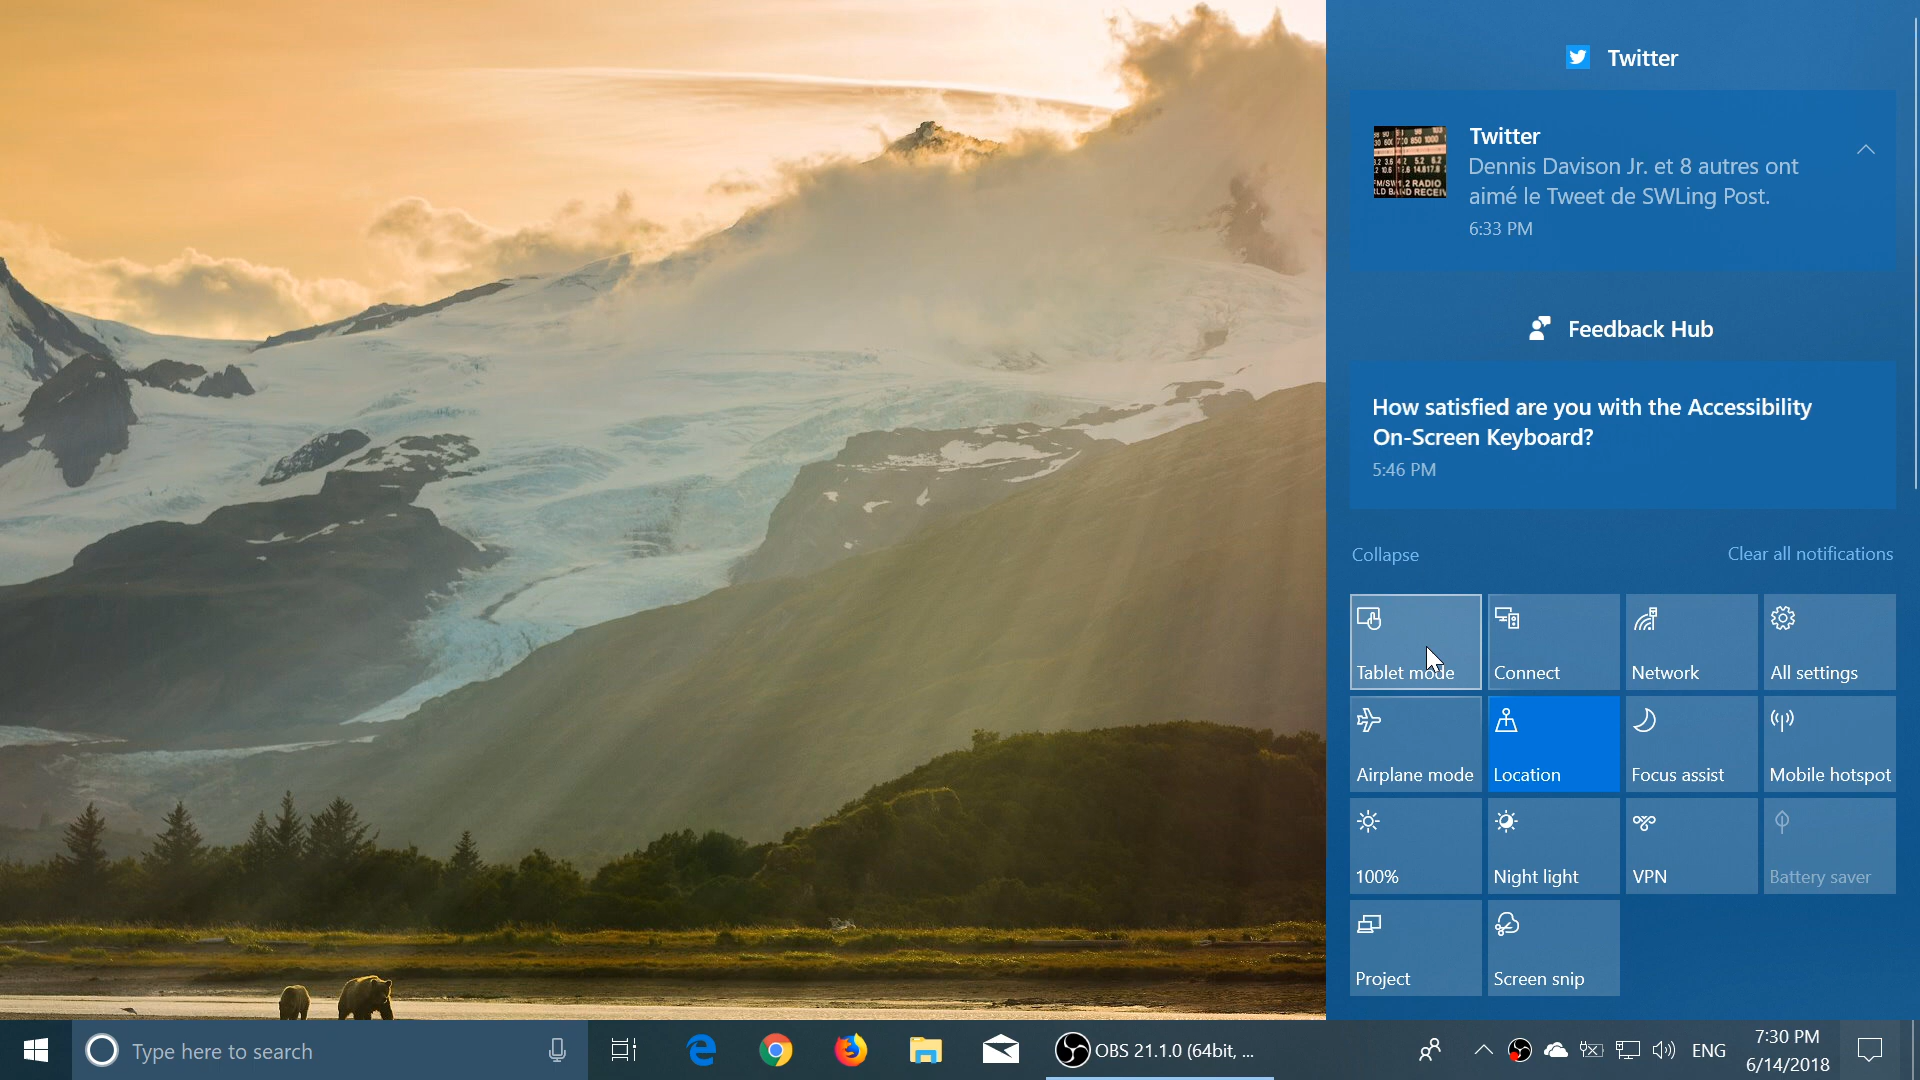 Twitter
Twitter
Dennis Davison Jr. et 8 autres ont
aimé le Tweet de SWLing Post.
6:33 PM
Feedback Hub
How satisfied are you with the Accessibility
On-Screen Keyboard?
5:46 PM
Collapse
Clear all notifications
Tablet mode
Connect
Network
All settings
Airplane mode
Location
Focus assist
Mobile hotspot
100%
Night light
VPN
Battery saver
Project
Screen snip
Type here to search
OBS 21.1.0 (64bit, ...
ENG
7:30 PM
6/14/2018